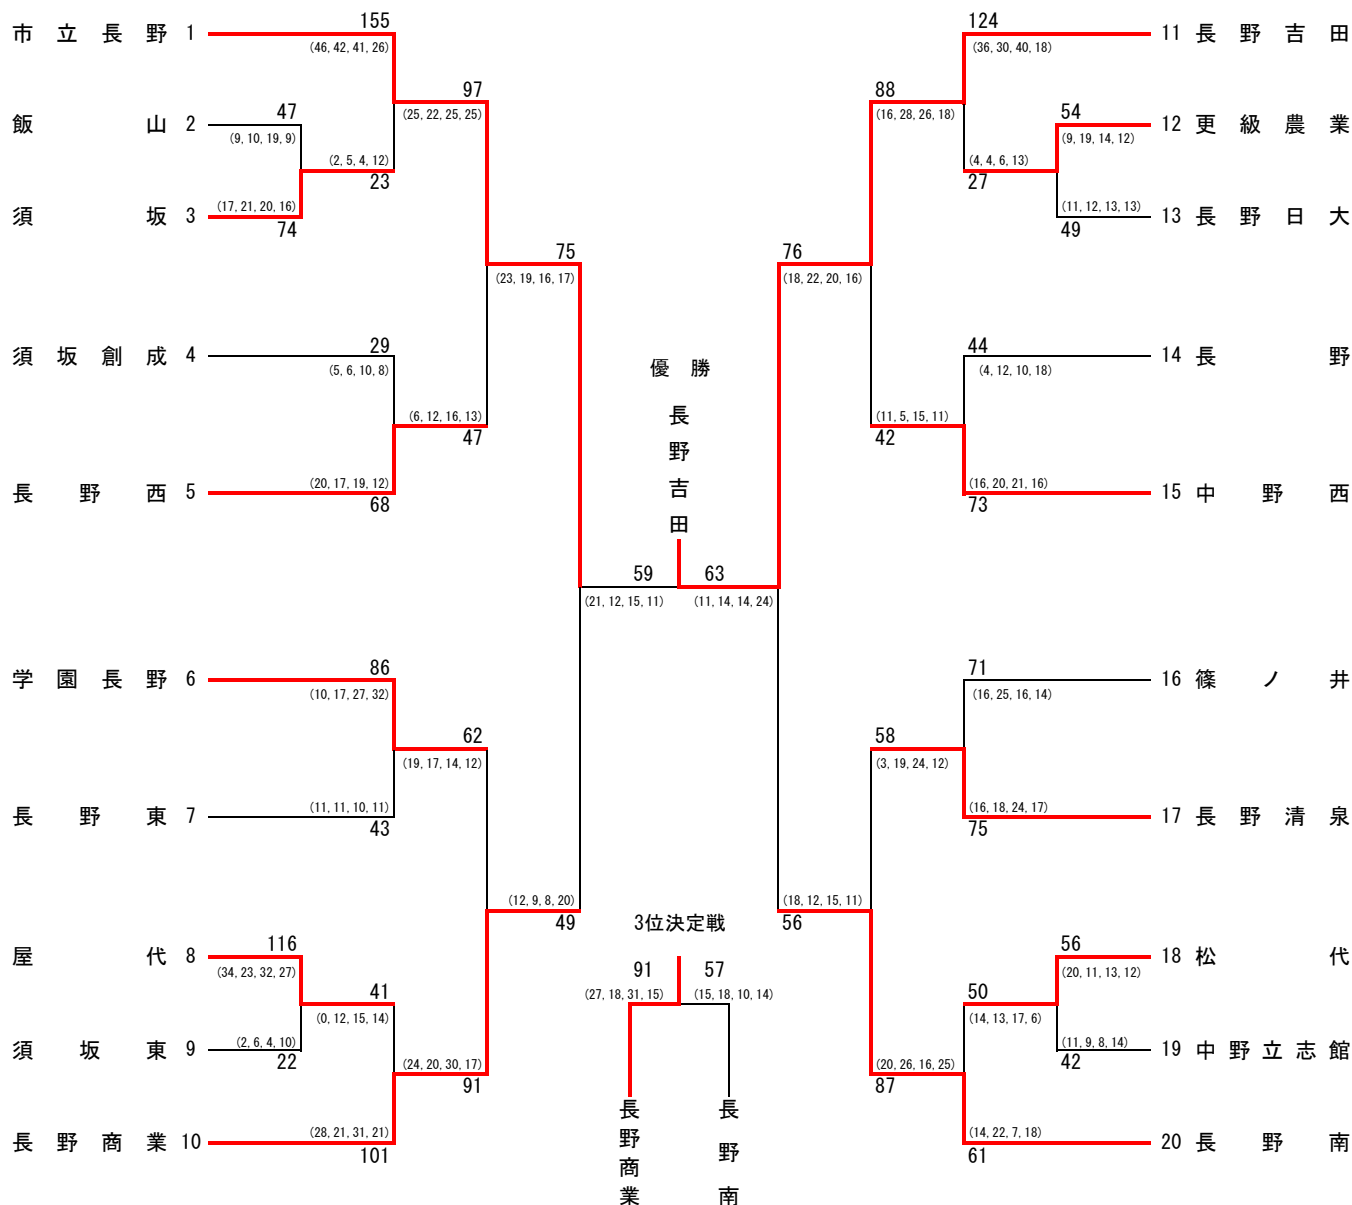 155 124
市立長野 1 (46, 42, 41, 26) (36, 30, 40, 18) 11 長野吉田
97 88
47 (25, 22, 25, 25) (16, 28, 26, 18) 54
飯山 2 (9, 10, 19, 9) (9, 19, 14, 12) 12 更級農業
(2, 5, 4, 12) (4, 4, 6, 13)
23 27
須坂 3 (17, 21, 20, 16) (11, 12, 13, 13) 13 長野日大
74 49
75 76
(23, 19, 16, 17) (18, 22, 20, 16)
29 44
須坂創成 4 (5, 6, 10, 8) (4, 12, 10, 18) 14 長野
優勝
長野吉田
(6, 12, 16, 13) (11, 5, 15, 11)
47 42
長野西 5 (20, 17, 19, 12) (16, 20, 21, 16) 15 中野西
68 73
59 63
(21, 12, 15, 11) (11, 14, 14, 24)
86 71
学園長野 6 (10, 17, 27, 32) (16, 25, 16, 14) 16 篠ノ井
62 58
(19, 17, 14, 12) (3, 19, 24, 12)
長野東 7 (11, 11, 10, 11) (16, 18, 24, 17) 17 長野清泉
43 75
(12, 9, 8, 20) (18, 12, 15, 11)
49 3位決定戦 56
116 56
屋代 8 (34, 23, 32, 27) (20, 11, 13, 12) 18 松代
91 57
41 (27, 18, 31, 15) (15, 18, 10, 14) 50
(0, 12, 15, 14) (14, 13, 17, 6)
須坂東 9 (2, 6, 4, 10) (11, 9, 8, 14) 19 中野立志館
22 42
(24, 20, 30, 17) (20, 26, 16, 25)
91 87
長野商業 長野南
長野商業 10 (28, 21, 31, 21) (14, 22, 7, 18) 20 長野南
101 61